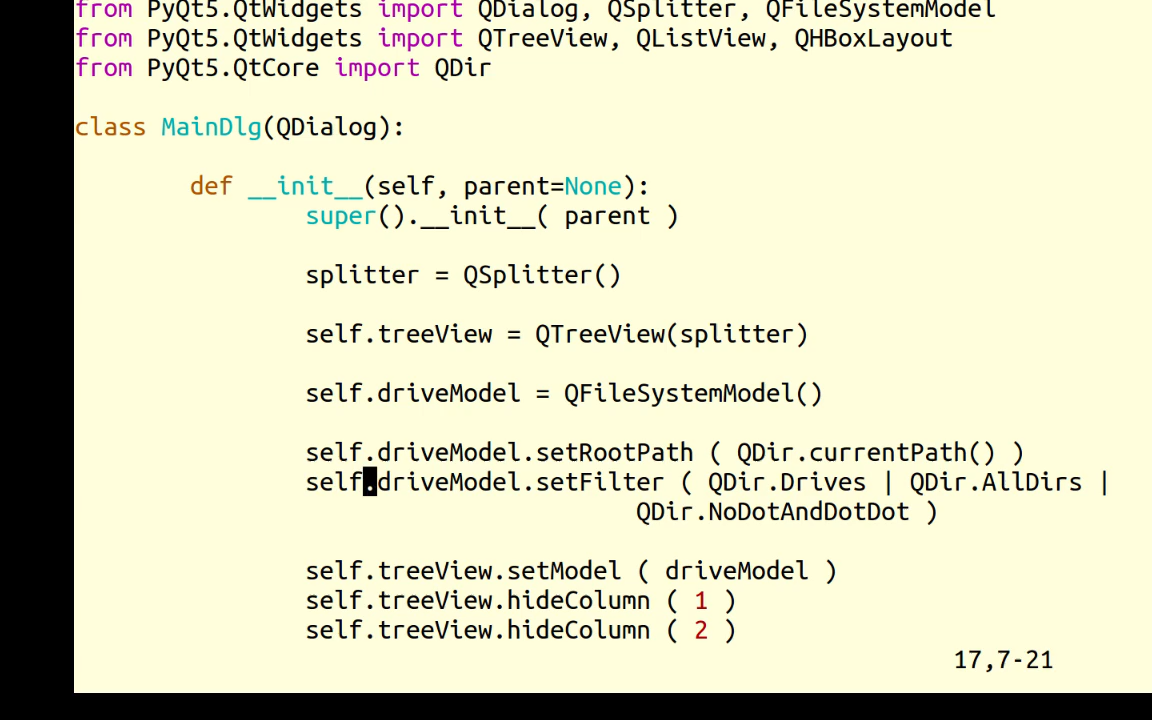 from PyQt5.QtWidgets import QDialog, QSplitter, QFileSystemModel
from PyQt5.QtWidgets import QTreeView, QListView, QHBoxLayout
from PyQt5.QtCore import QDir
class MainDlg(QDialog):
def __init__(self, parent=None):
super().__init__( parent )
splitter = QSplitter()
self.treeView = QTreeView(splitter)
self.driveModel = QFileSystemModel()
self.driveModel.setRootPath ( QDir.currentPath() )
self.driveModel.setFilter ( QDir.Drives | QDir.AllDirs |
QDir.NoDotAndDotDot )
self.treeView.setModel ( driveModel )
self.treeView.hideColumn ( 1 )
self.treeView.hideColumn ( 2 )
17,7-21